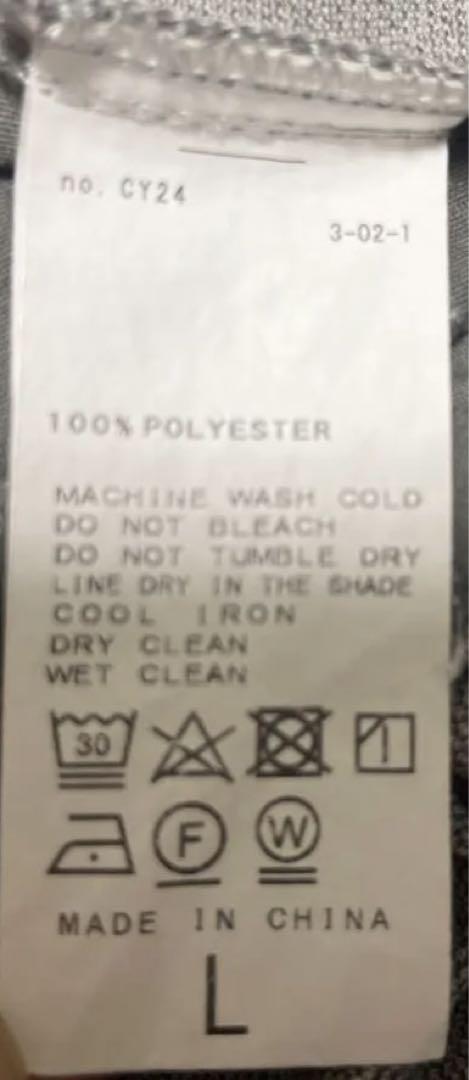 no. CY24
3-02-1
100% POLYESTER
MACHINE WASH COLD
DO NOT BLEACH
DO NOT TUMBLE DRY
LINE DRY IN THE SHADE
COOL IRON
DRY CLEAN
WET CLEAN
30
F W
MADE IN CHINA
L